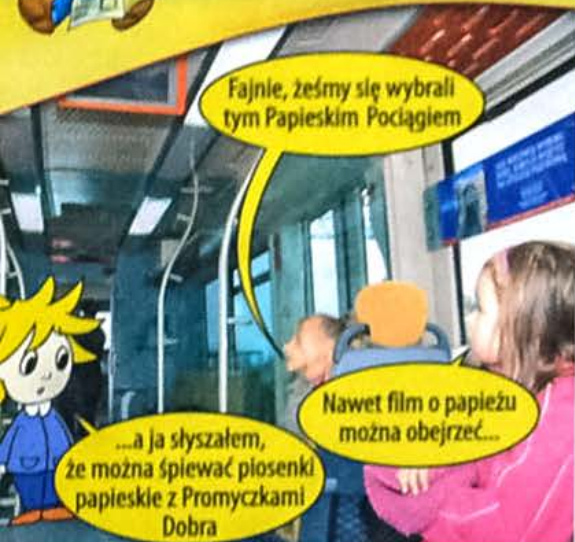 Fajnie, żeśmy się wybrali
tym Papieskim Pociągiem
Nawet film o papieżu
można obejrzeć...
...a ja słyszałem,
że można śpiewać piosenki
papieskie z Promyczkami
Dobra